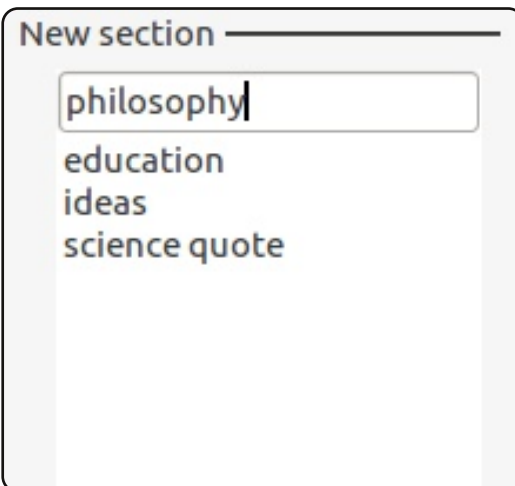 New section
philosophy
education
ideas
science quote